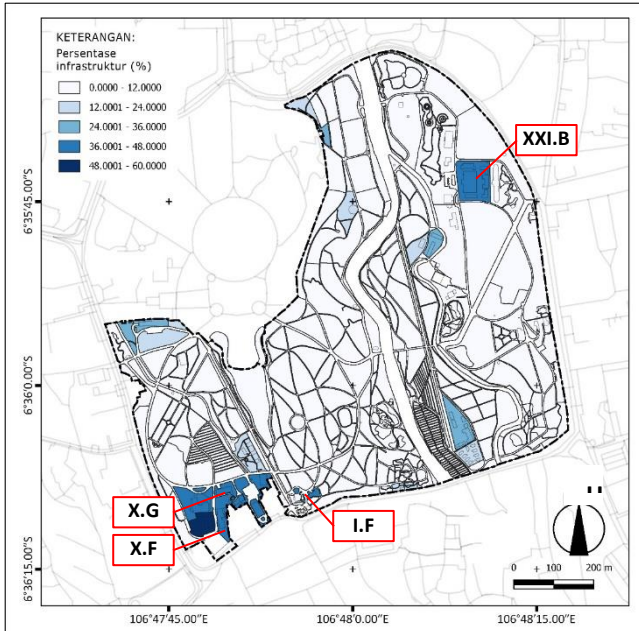 KETERANGAN:
Persentase
infrastruktur (%)
0.0000 - 12.0000
12.0001 - 24.0000
24.0001 - 36.0000
36.0001 - 48.0000
48.0001 - 60.0000
XXI.B
6°35'45.00"S
6°36'0.00"S
X.G
I.F
X.F
6°36'15.00"S
0 100 200 m
106°47'45.00"E
106°48'0.00"E
106°48'15.00"E